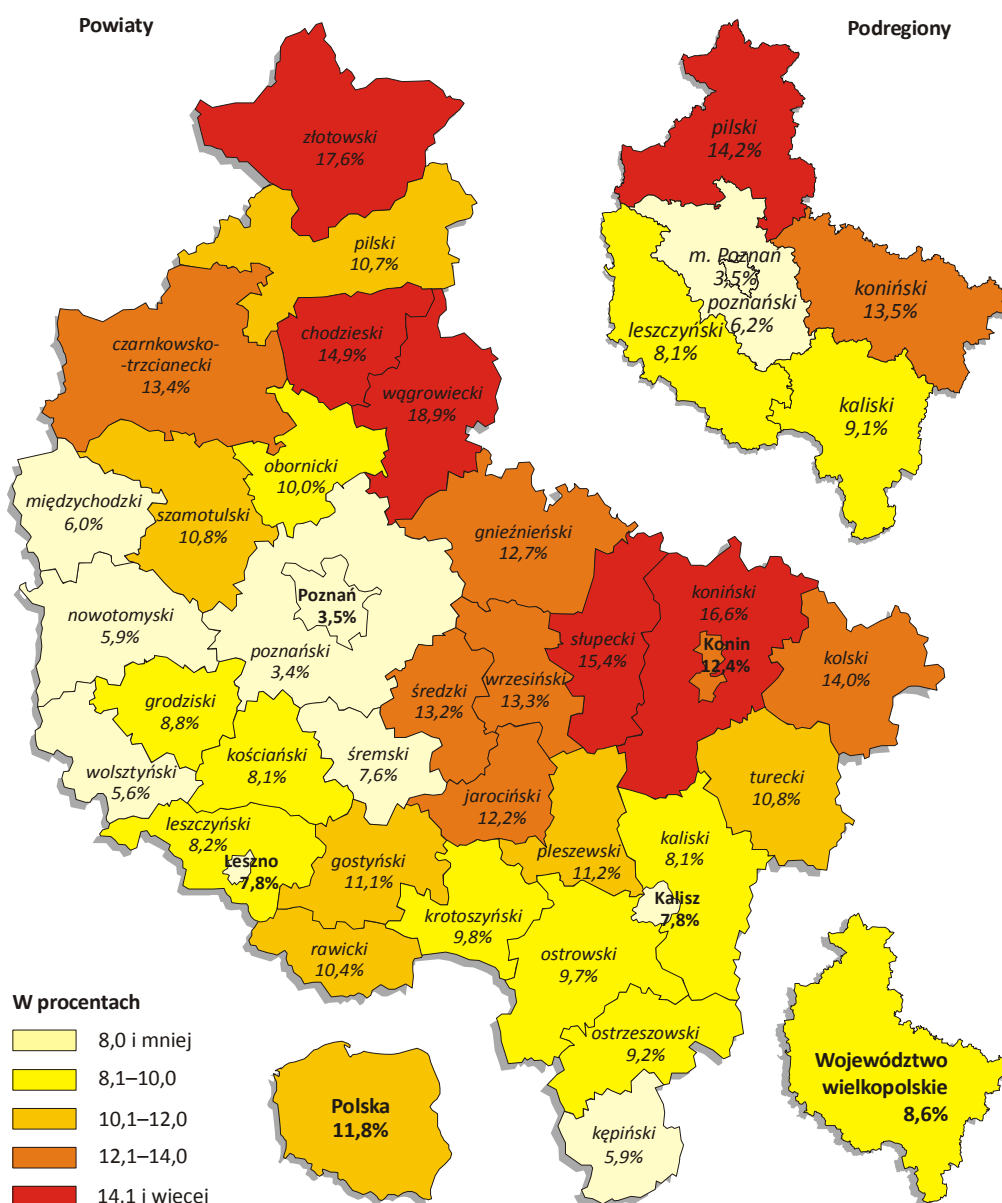 Powiaty
Podregiony
złotowski
17,6%
pilski
10,7%
chodzieski
14,9%
czarnkowsko-
-trzcianecki
13,4%
wągrowiecki
18,9%
obornicki
10,0%
międzychodzki
6,0%
szamotulski
10,8%
gnieźnieński
12,7%
Poznań
3,5%
nowotomyski
5,9%
poznański
3,4%
słupecki
15,4%
koniński
16,6%
Konin
12,4%
kolski
14,0%
średzki
13,2%
wrzesiński
13,3%
grodziski
8,8%
kościański
8,1%
śremski
7,6%
wolsztyński
5,6%
jarociński
12,2%
turecki
10,8%
leszczyński
8,2%
Leszno
7,8%
gostyński
11,1%
pleszewski
11,2%
kaliski
8,1%
Kalisz
7,8%
krotoszyński
9,8%
rawicki
10,4%
ostrowski
9,7%
ostrzeszowski
9,2%
kępiński
5,9%
pilski
14,2%
m. Poznań
3,5%
poznański
6,2%
koniński
13,5%
leszczyński
8,1%
kaliski
9,1%
W procentach
8,0 i mniej
8,1–10,0
10,1–12,0
12,1–14,0
14,1 i więcej
Polska
11,8%
Województwo
wielkopolskie
8,6%